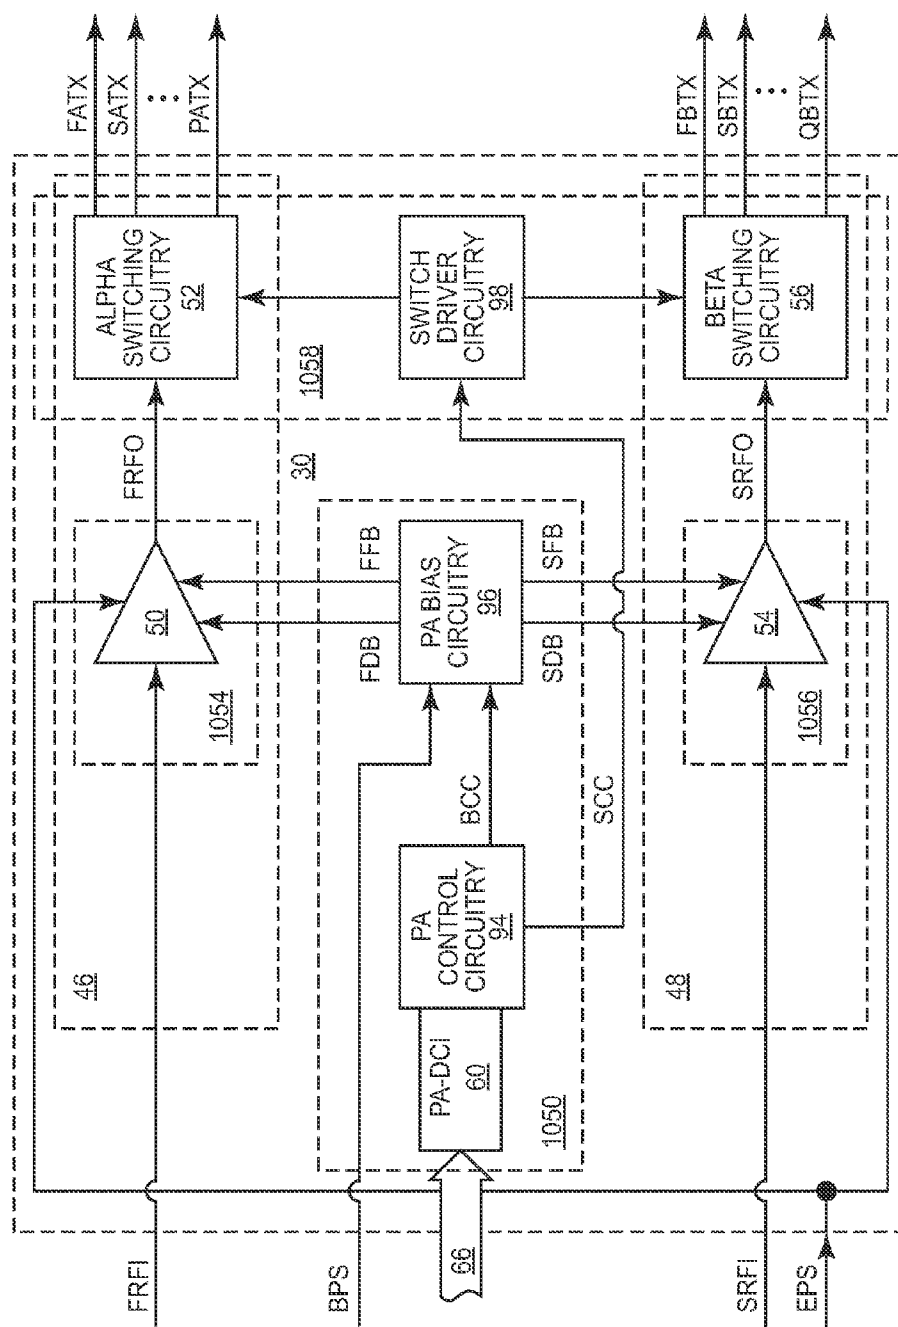 FRFI
BPS
66
SRFI
EPS
46
1054
50
FRFO
ALPHA
SWITCHING
CIRCUITRY
52
FATX
SATX
...
PATX
30
1058
FDB
FFB
PA-DCI
60
PA
CONTROL
CIRCUITRY
94
BCC
PA BIAS
CIRCUITRY
96
SWITCH
DRIVER
CIRCUITRY
98
1050
SCC
SDB
SFB
48
1056
54
SRFO
BETA
SWITCHING
CIRCUITRY
56
FBTX
SBTX
...
QBTX